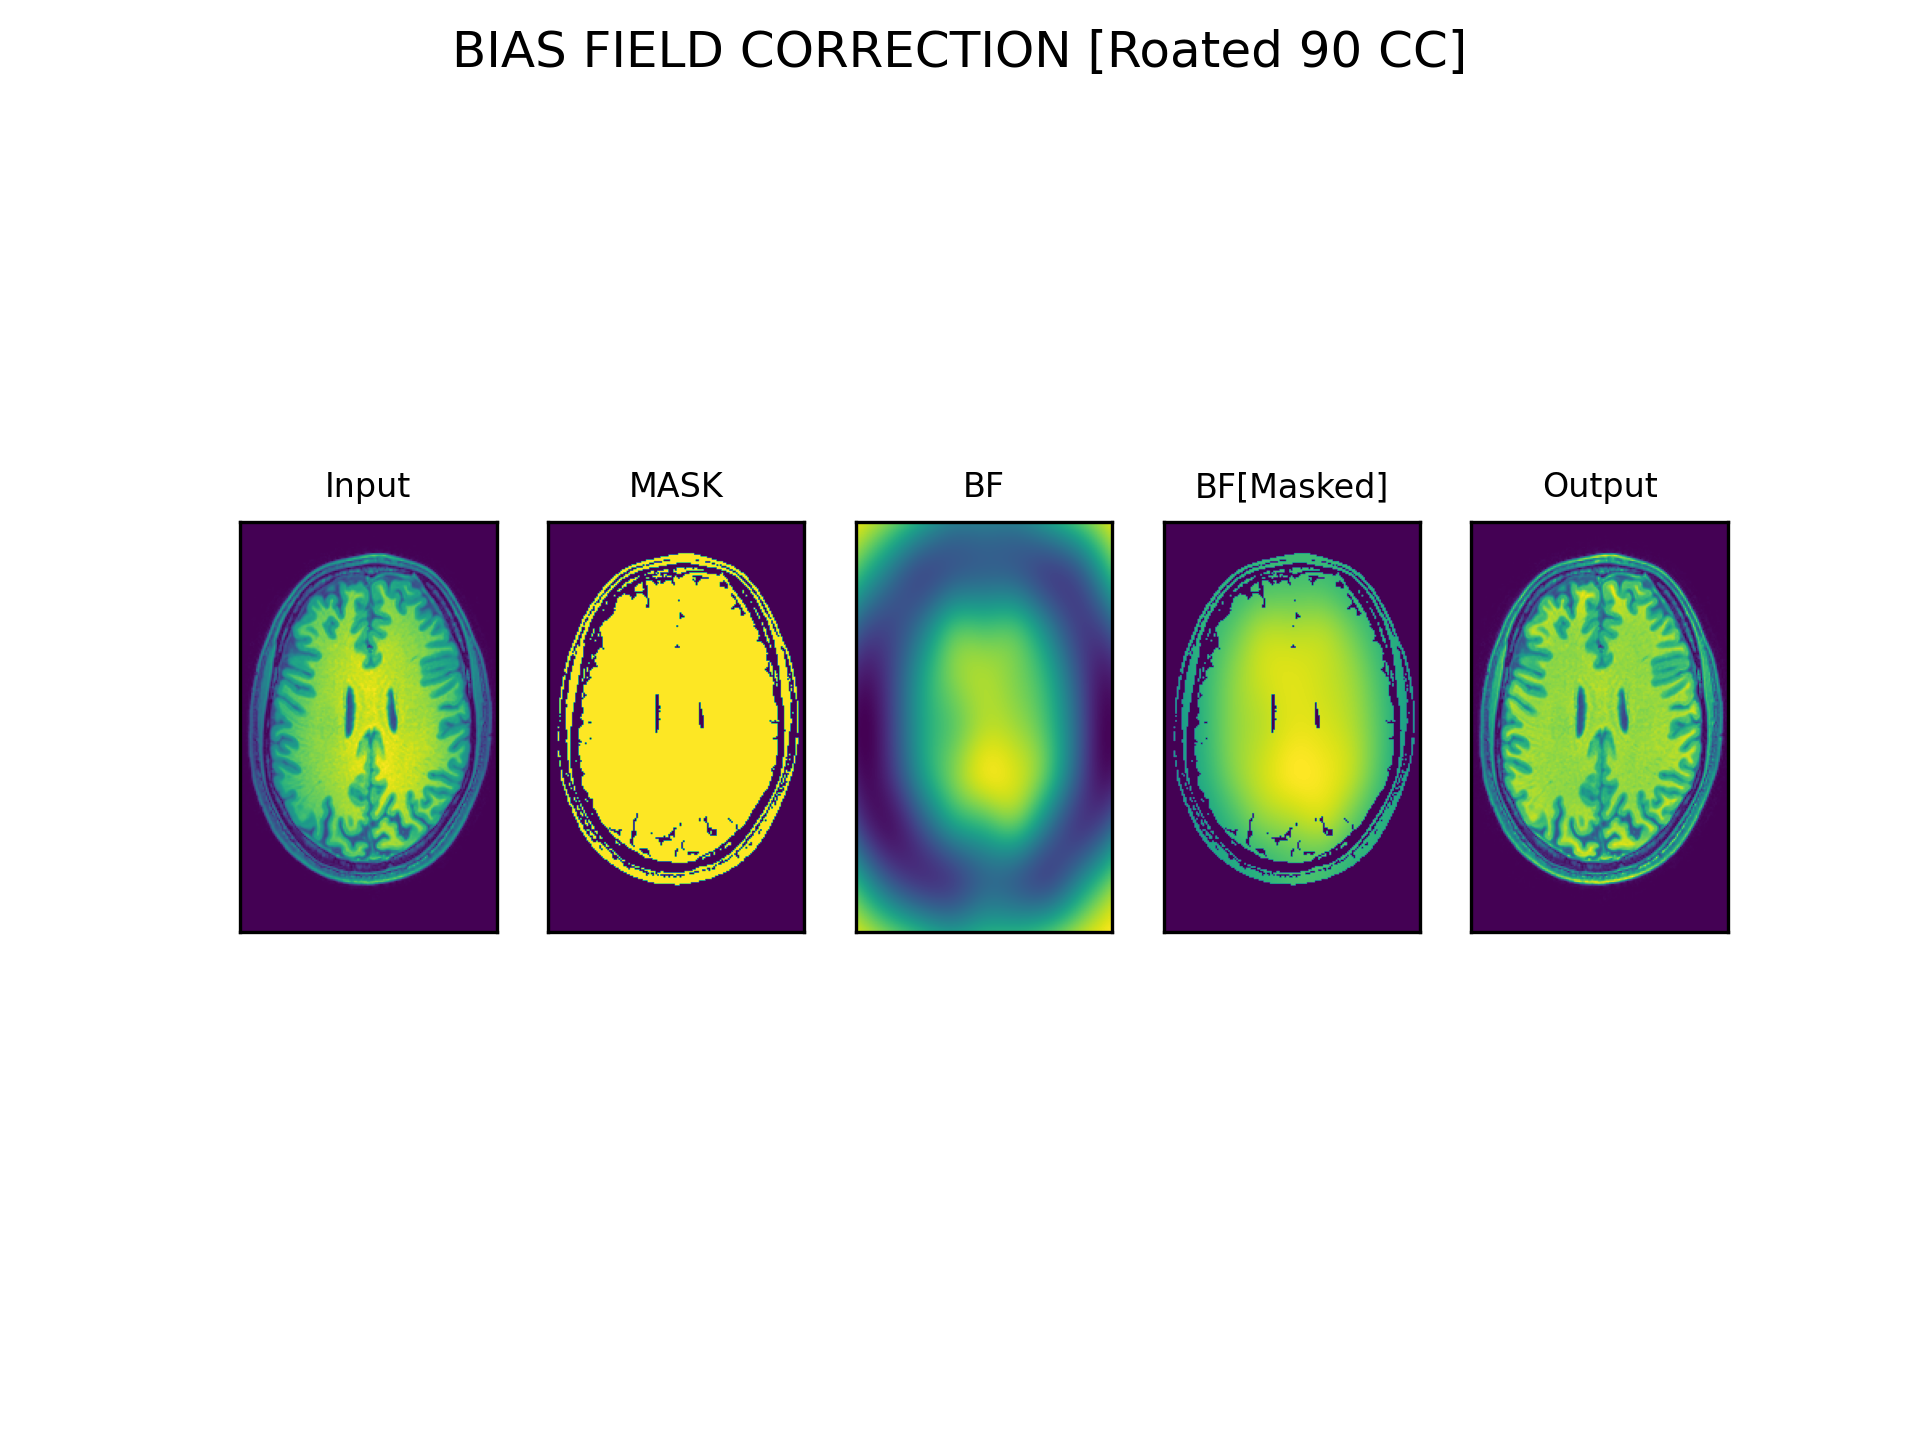 BIAS FIELD CORRECTION [Roated 90 CC]
Input
MASK
BF
BF[Masked]
Output